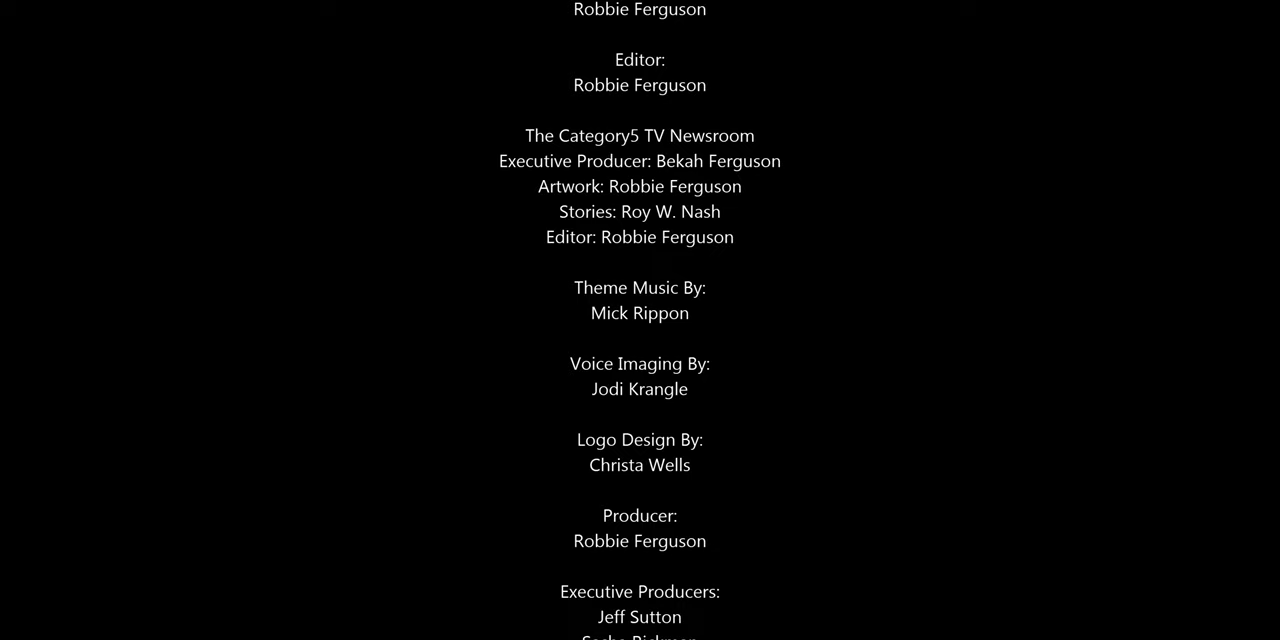 Robbie Ferguson
Editor:
Robbie Ferguson
The Category5 TV Newsroom
Executive Producer: Bekah Ferguson
Artwork: Robbie Ferguson
Stories: Roy W. Nash
Editor: Robbie Ferguson
Theme Music By:
Mick Rippon
Voice Imaging By:
Jodi Krangle
Logo Design By:
Christa Wells
Producer:
Robbie Ferguson
Executive Producers:
Jeff Sutton